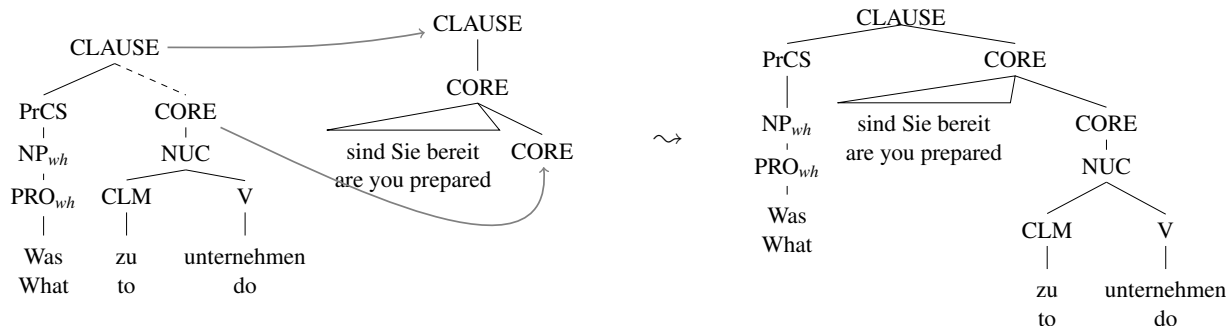 CLAUSE
PrCS CORE
NP_wh NUC
PRO_wh CLM V
Was zu unternehmen
What to do
CLAUSE
CORE
sind Sie bereit CORE
are you prepared
⤳
CLAUSE
PrCS CORE
NP_wh sind Sie bereit CORE
are you prepared
PRO_wh NUC
Was
What
CLM V
zu unternehmen
to do